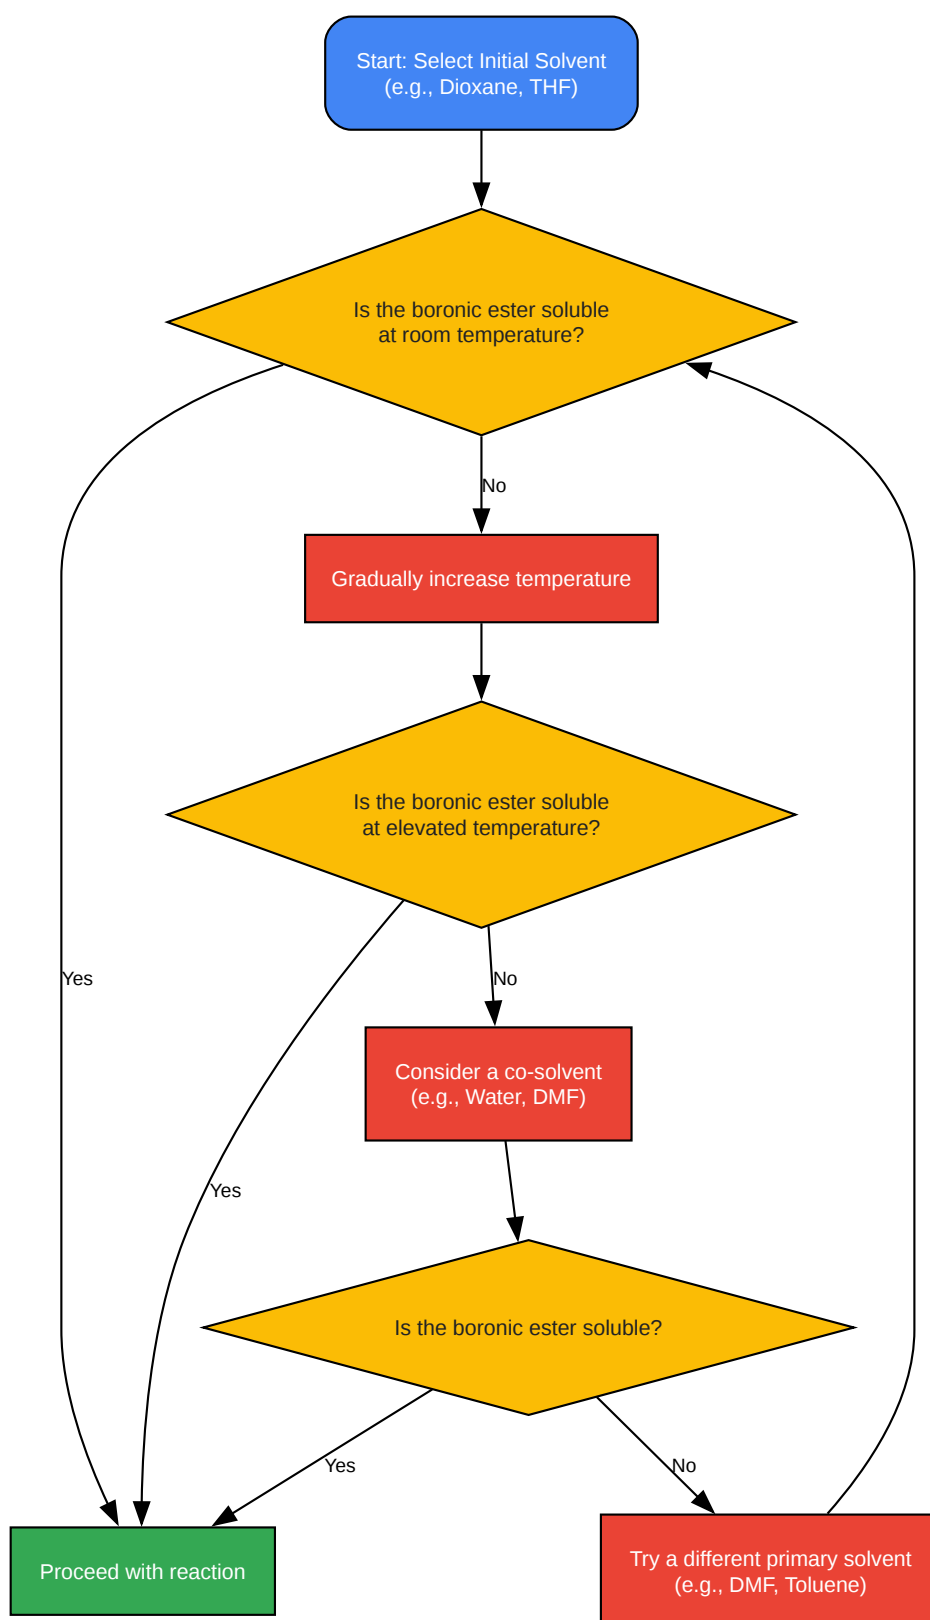 Start: Select Initial Solvent
(e.g., Dioxane, THF)
Is the boronic ester soluble
at room temperature?
No
Gradually increase temperature
Is the boronic ester soluble
at elevated temperature?
Yes
No
Consider a co-solvent
(e.g., Water, DMF)
Yes
Is the boronic ester soluble?
Yes
No
Proceed with reaction
Try a different primary solvent
(e.g., DMF, Toluene)